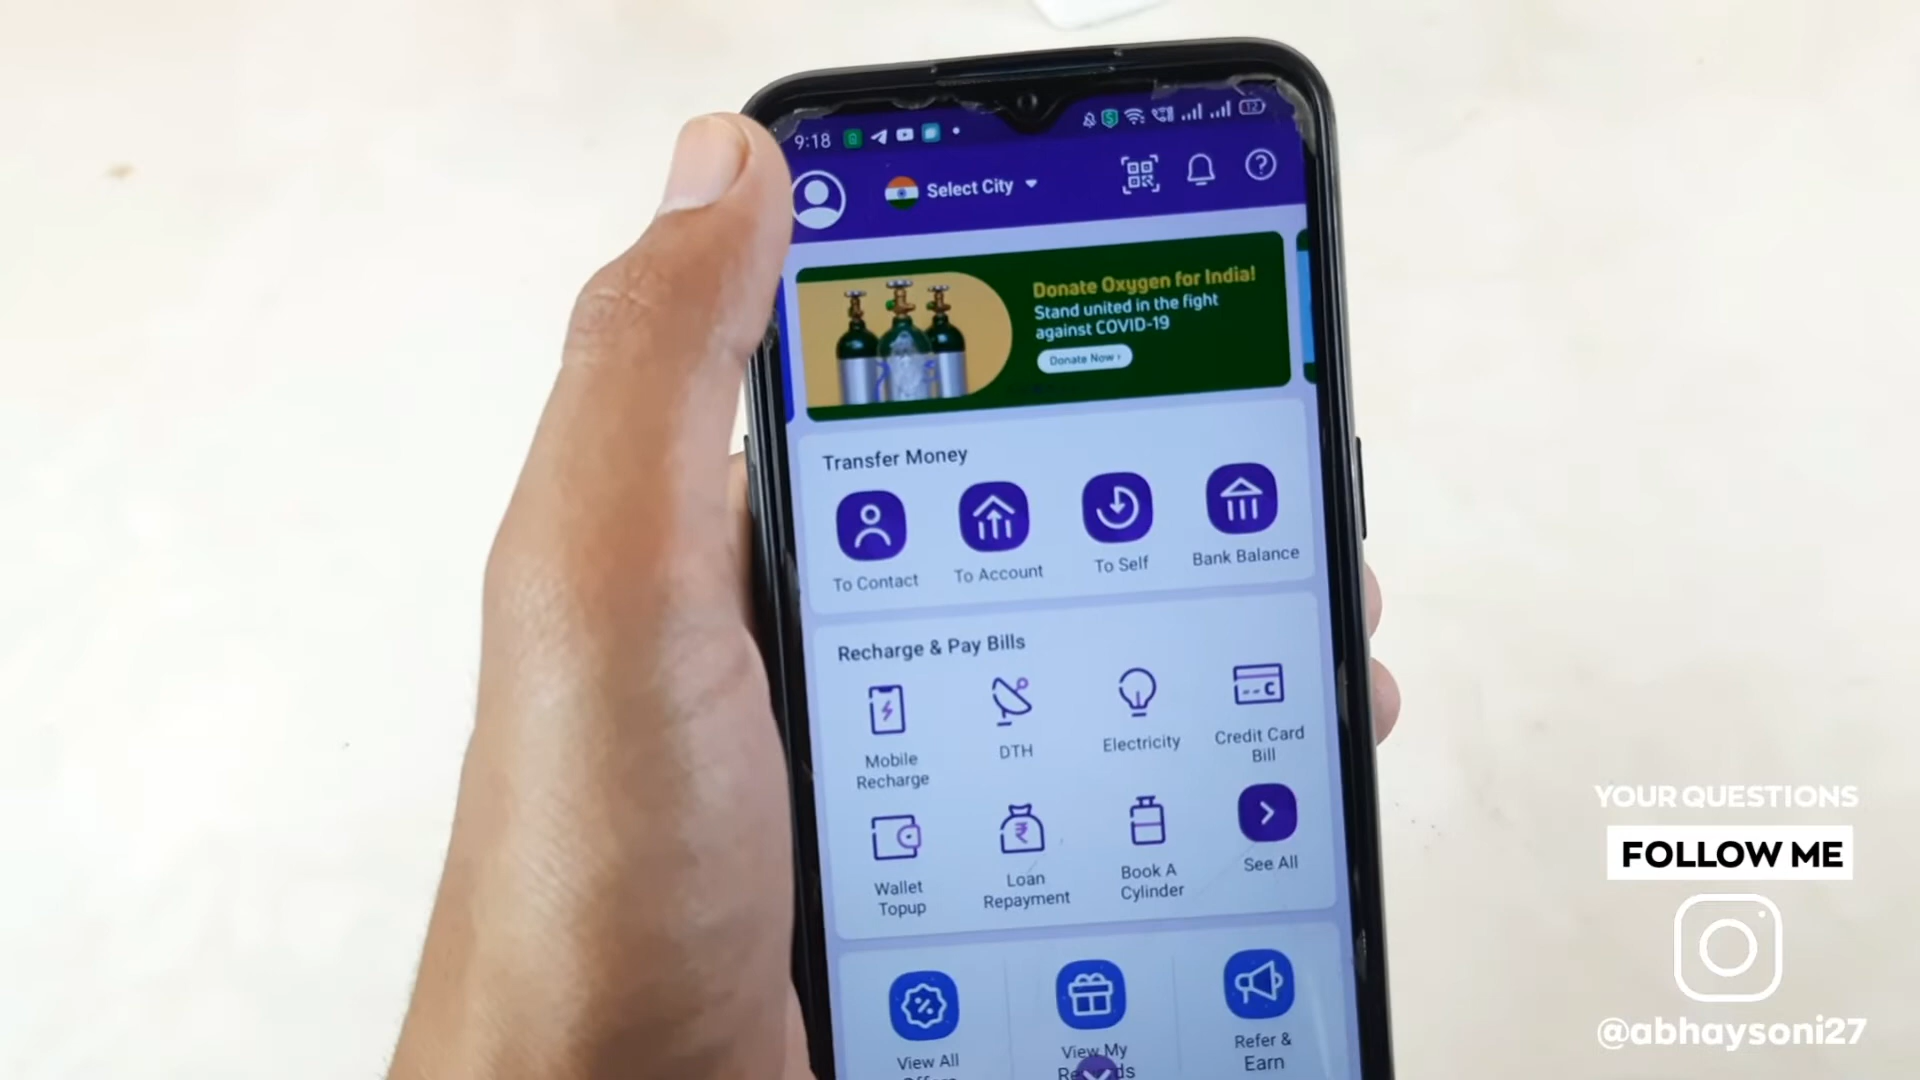 9:18
12
Select City
Donate Oxygen for India!
Stand united in the fight
against COVID-19
Donate Now ›
Transfer Money
To Contact
To Account
To Self
Bank Balance
Recharge & Pay Bills
Mobile
Recharge
DTH
Electricity
Credit Card
Bill
Wallet
Topup
Loan
Repayment
Book A
Cylinder
See All
View All
View My
Refer &
Earn
YOUR QUESTIONS
FOLLOW ME
@abhaysoni27